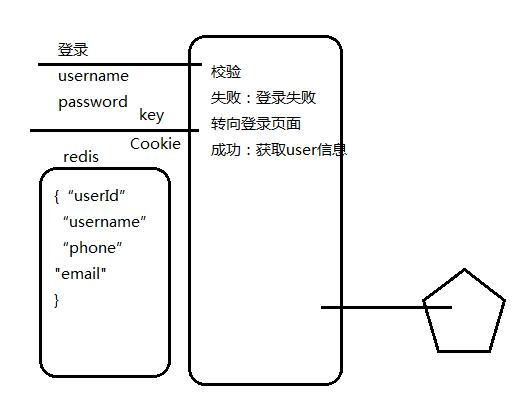 登录
username
password
key
Cookie
redis
{ “userId”
“username”
“phone”
"email"
}
校验
失败：登录失败
转向登录页面
成功：获取user信息